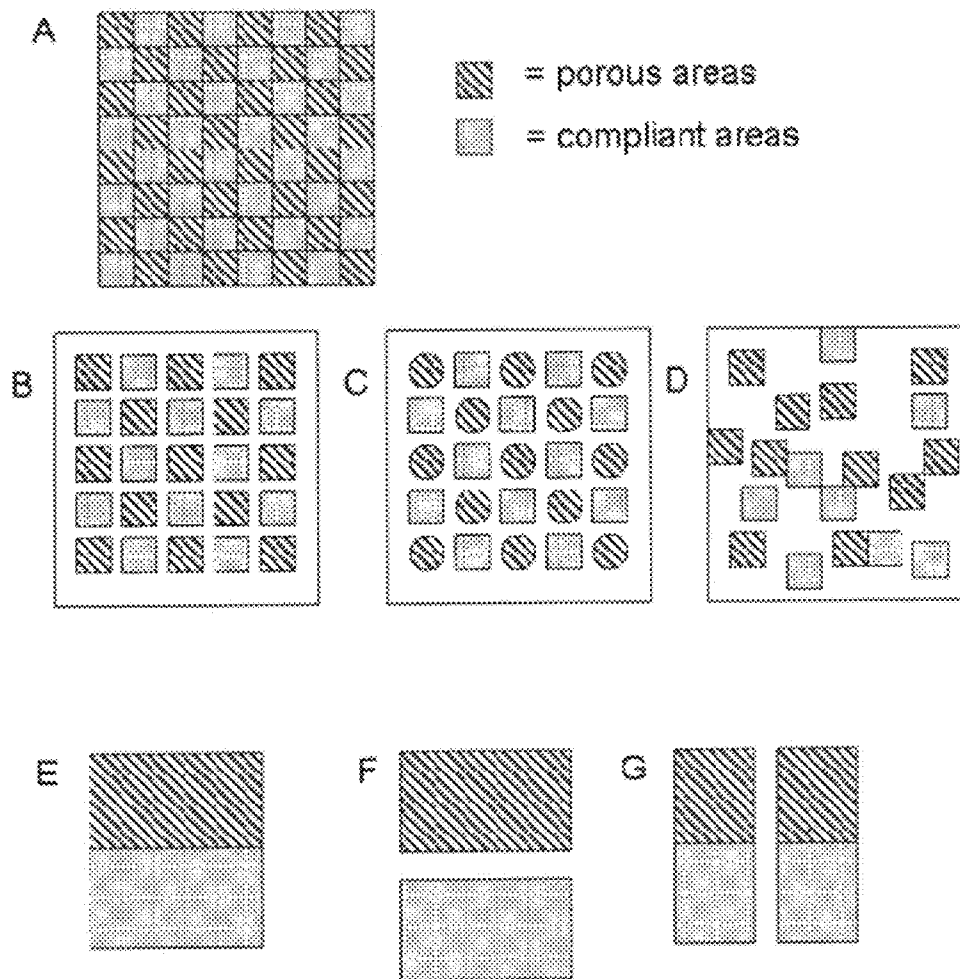 A
= porous areas
= compliant areas
B
C
D
E
F
G